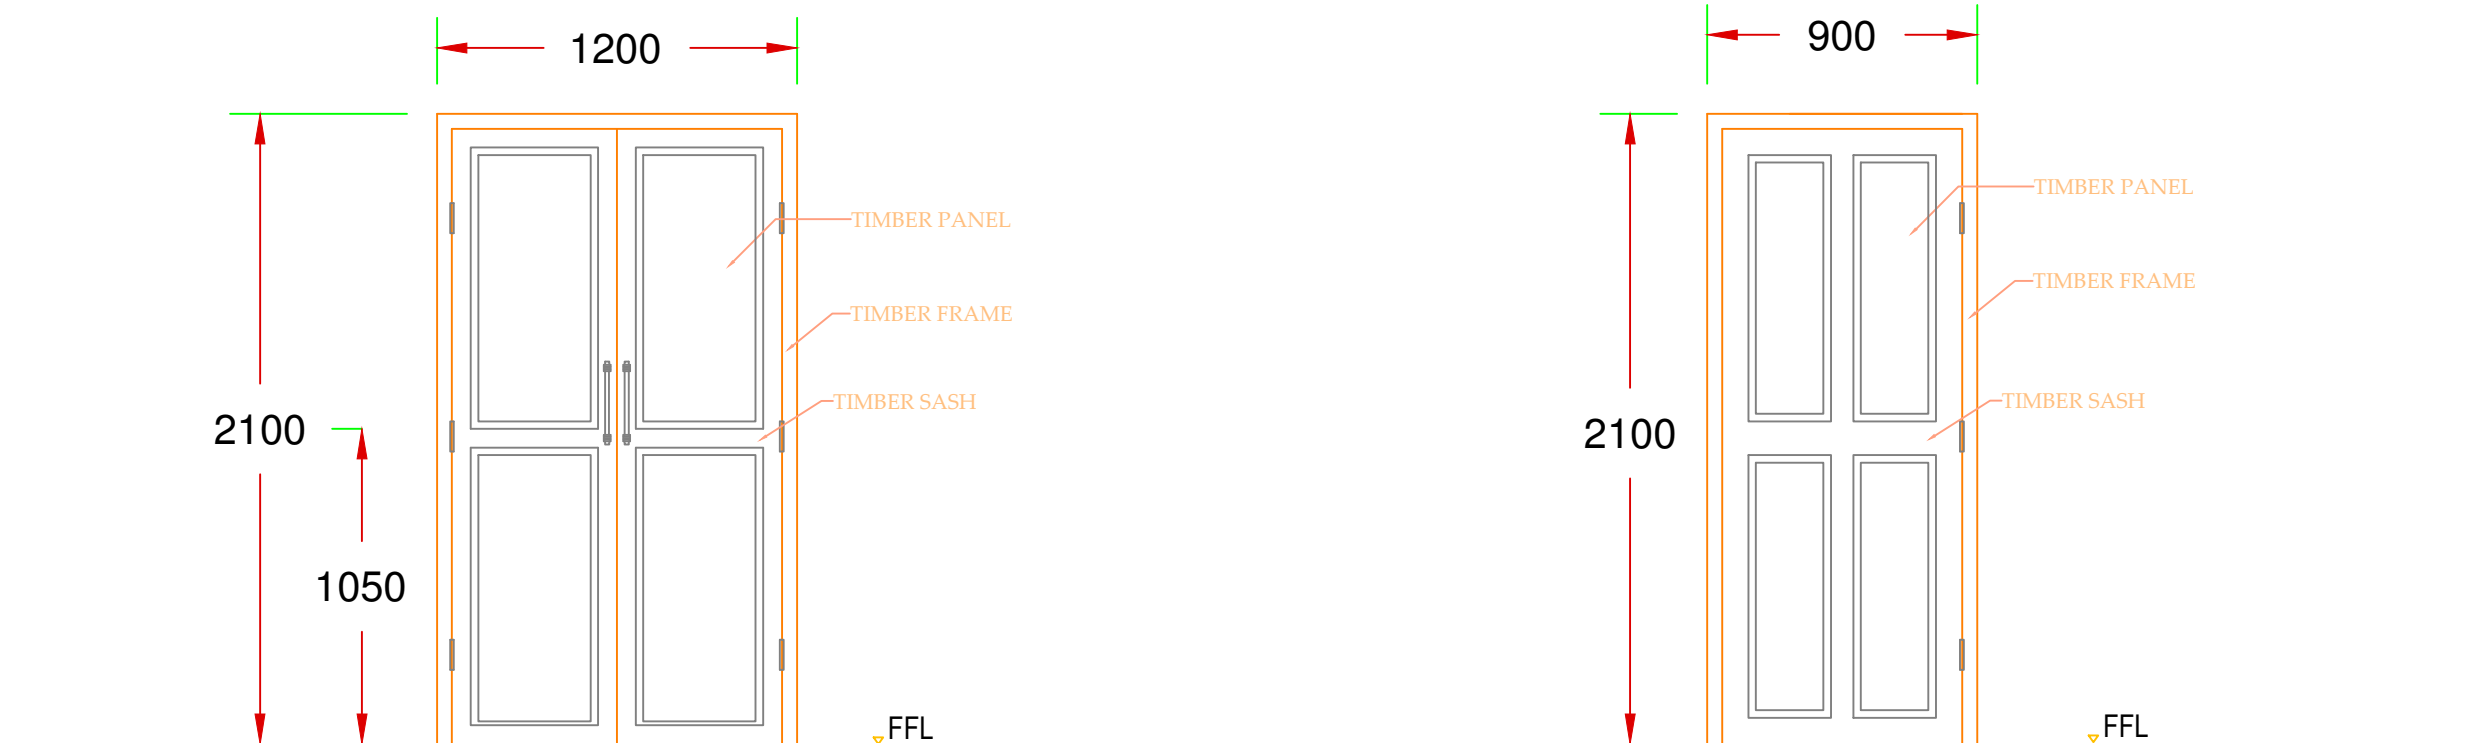 1200
TIMBER PANEL
TIMBER FRAME
TIMBER SASH
2100
1050
FFL
900
TIMBER PANEL
TIMBER FRAME
TIMBER SASH
2100
FFL